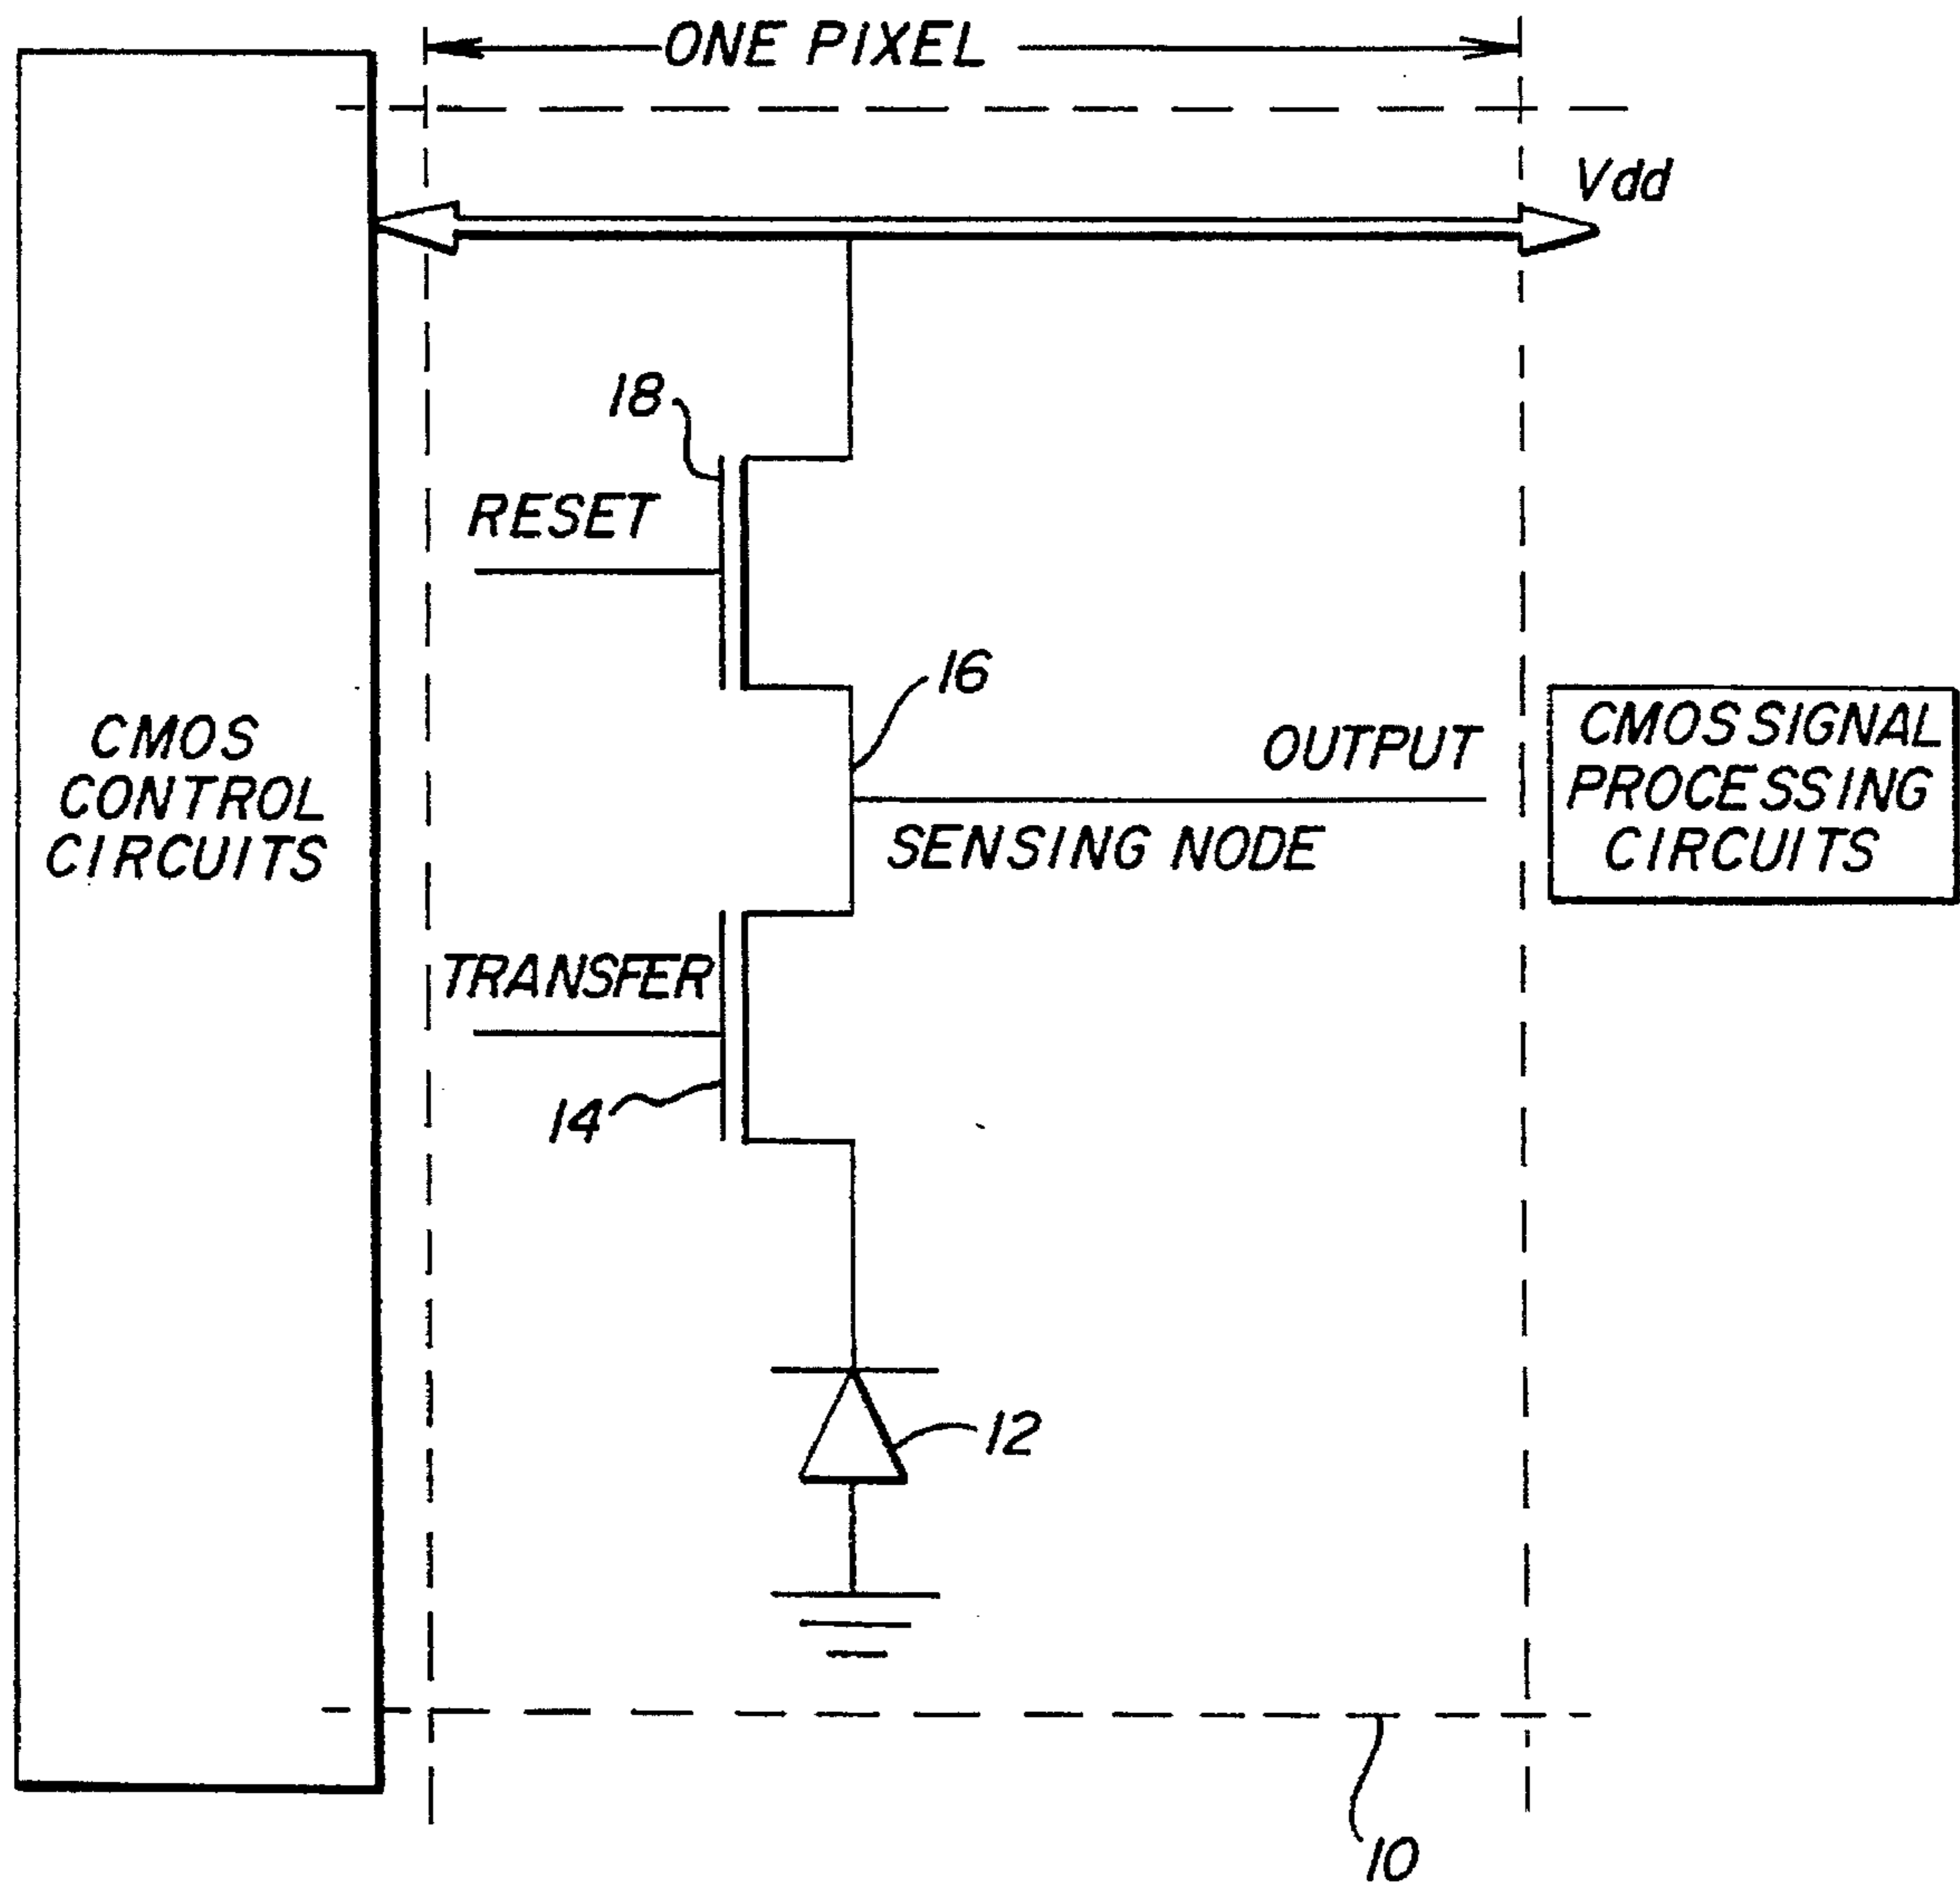 ONE PIXEL
Vdd
18
RESET
16
CMOS
CONTROL
CIRCUITS
OUTPUT
SENSING NODE
CMOS SIGNAL
PROCESSING
CIRCUITS
TRANSFER
14
12
10